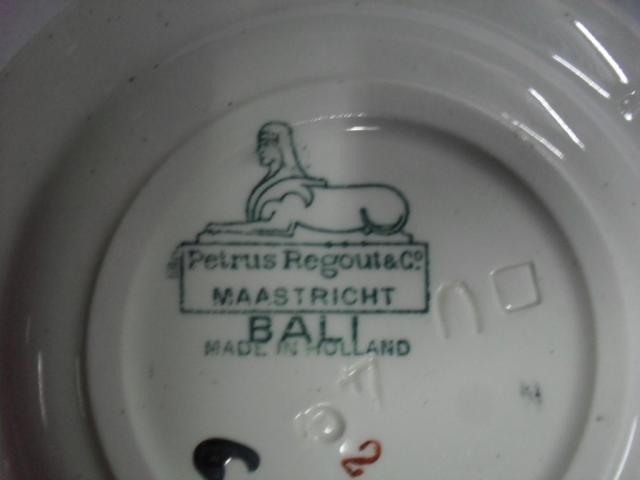 Petrus Regout & Co.
MAASTRICHT
BALI
MADE IN HOLLAND